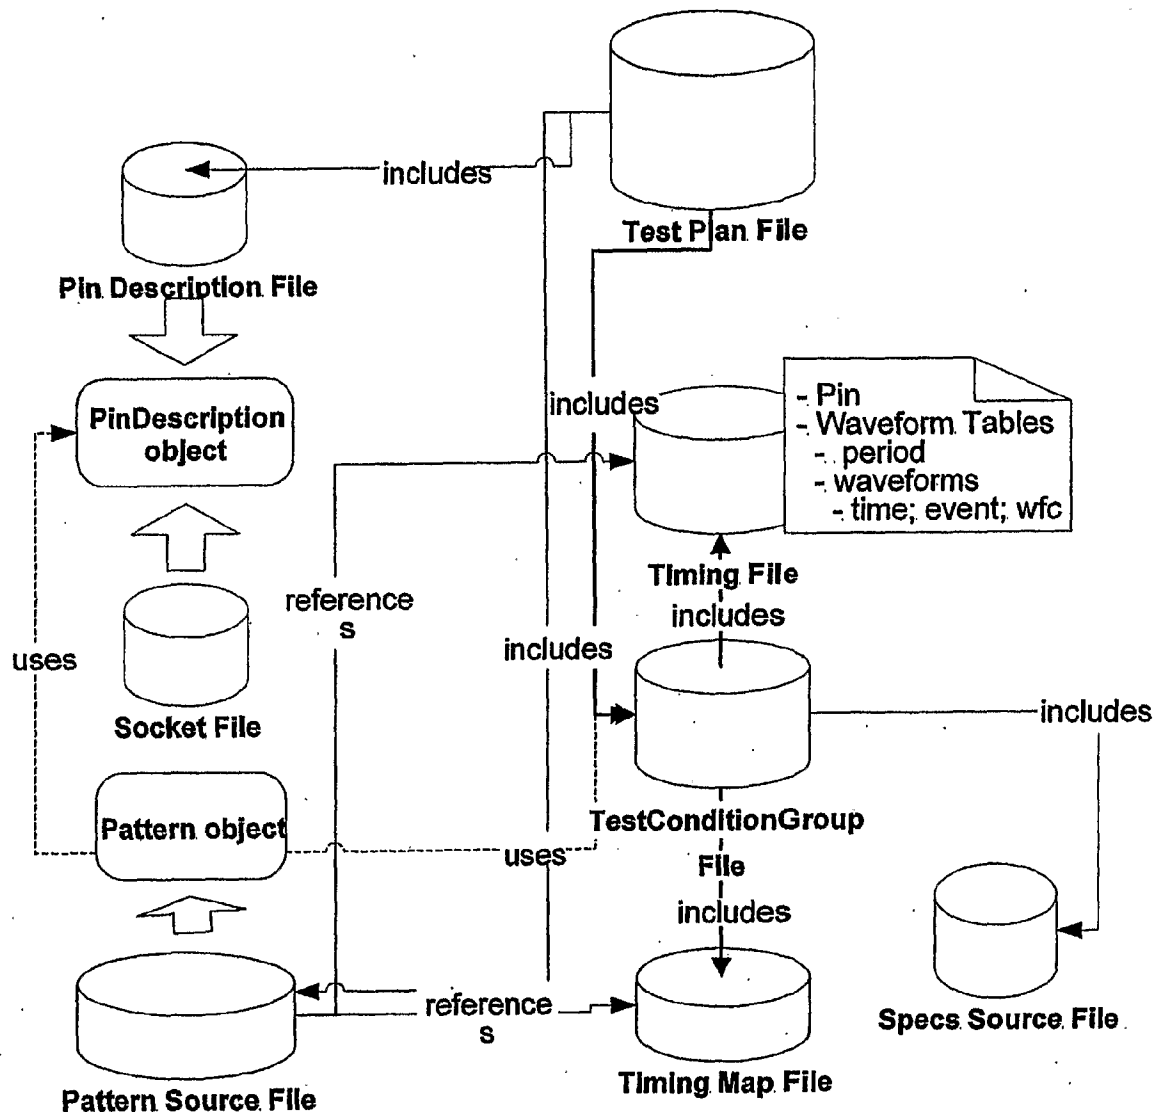 includes
Test Plan File
Pin Description File
- Pin
- Waveform Tables
- period
- waveforms
- time; event; wfc
includes
PinDescription
object
Timing File
includes
reference
s
includes
uses
includes
Socket File
Pattern object
TestConditionGroup
File
uses
includes
reference
s
Specs Source File
Timing Map File
Pattern Source File